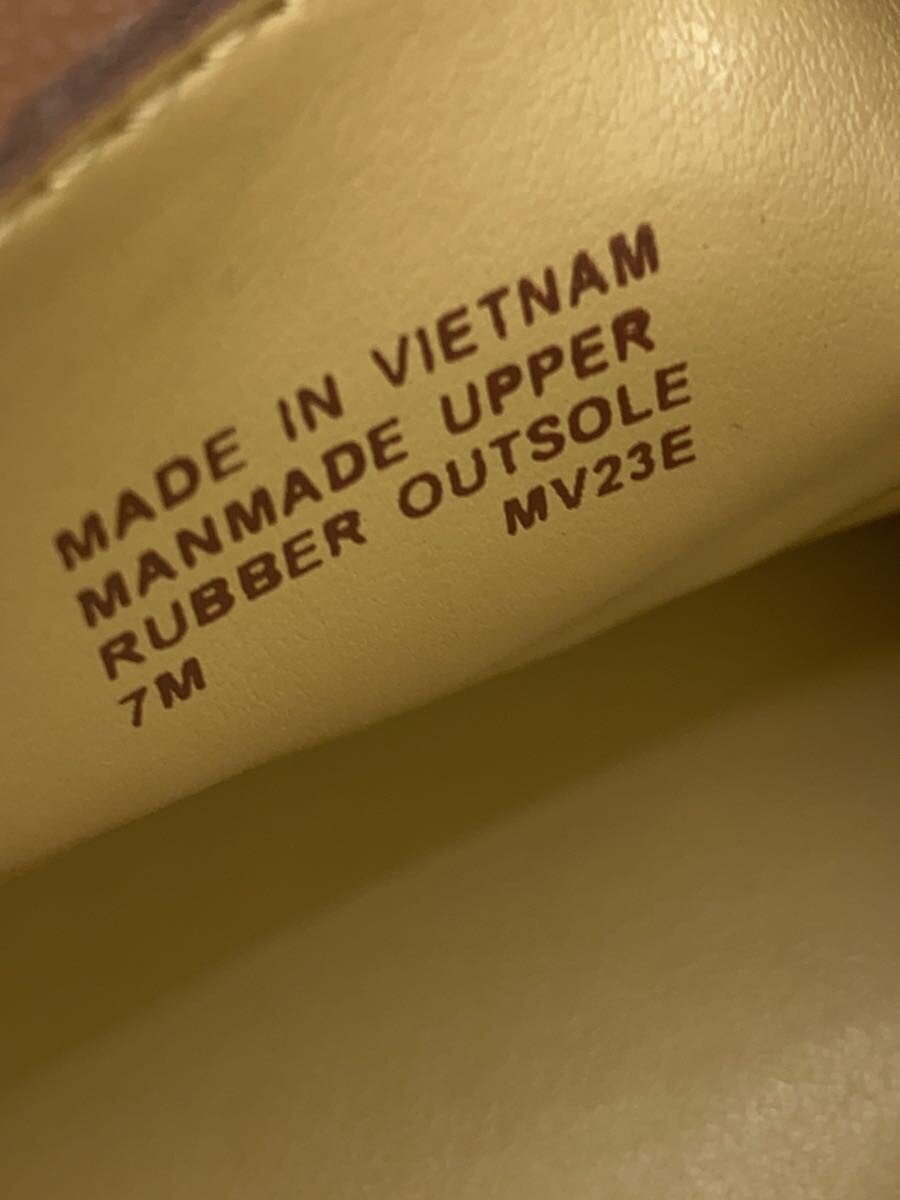 MADE IN VIETNAM
MANMADE UPPER
RUBBER OUTSOLE
7M MV23E